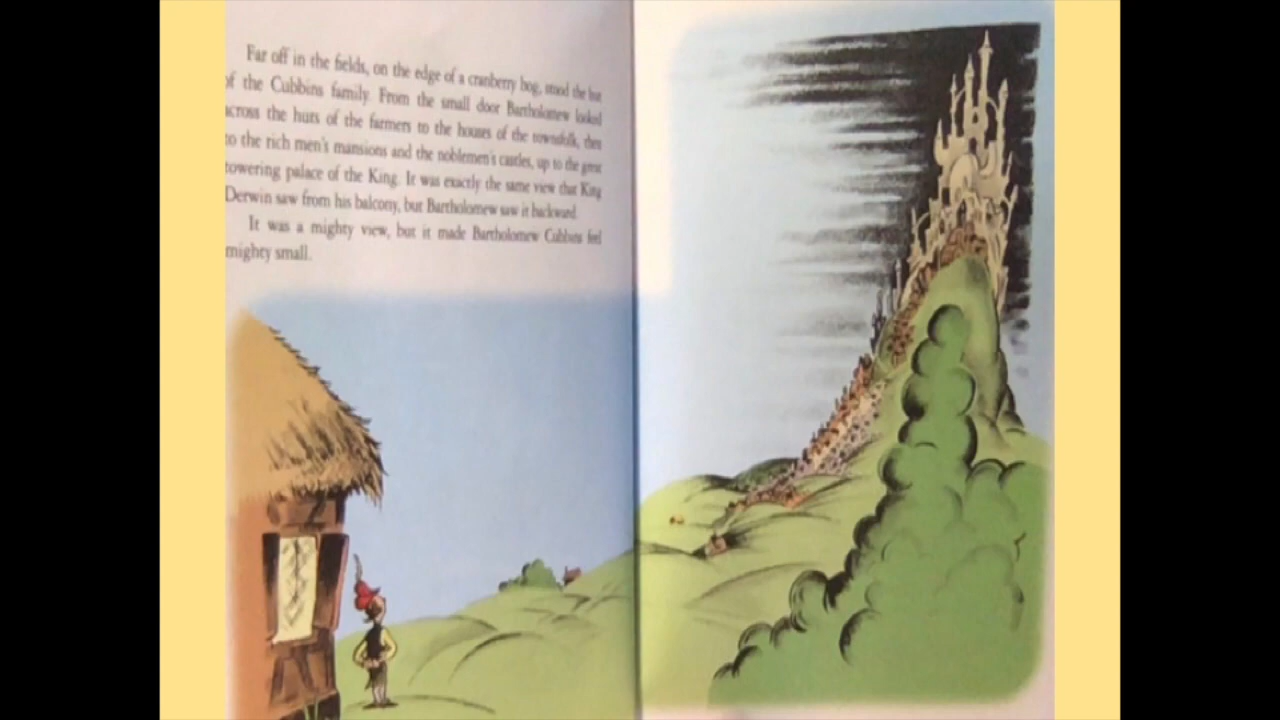 Far off in the fields, on the edge of a cranberry bog, stood the hut
of the Cubbins family. From the small door Bartholomew looked
across the huts of the farmers to the houses of the townsfolk, then
to the rich men's mansions and the noblemen's castles, up to the great
towering palace of the King. It was exactly the same view that King
Derwin saw from his balcony, but Bartholomew saw it backward.
It was a mighty view, but it made Bartholomew Cubbins feel
mighty small.